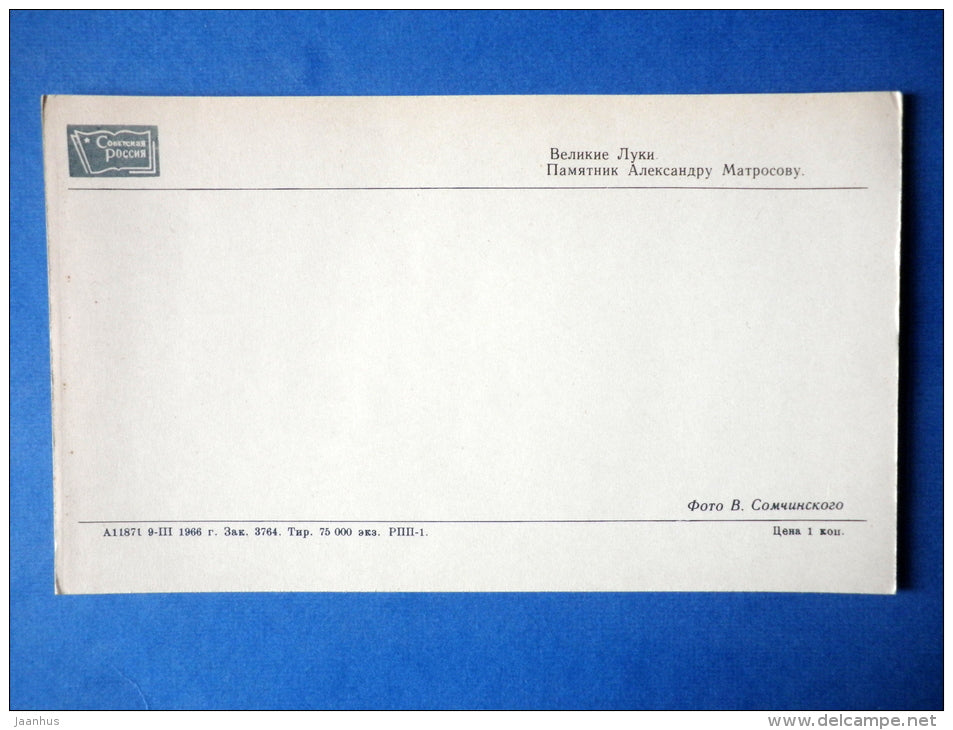 Советская
Россия
Великие Луки.
Памятник Александру Матросову.
Фото В. Сомчинского
А11871 9-III 1966 г. Зак. 3764. Тир. 75 000 экз. РПП-1.
Цена 1 коп.
jaanhus
www.delcampe.net